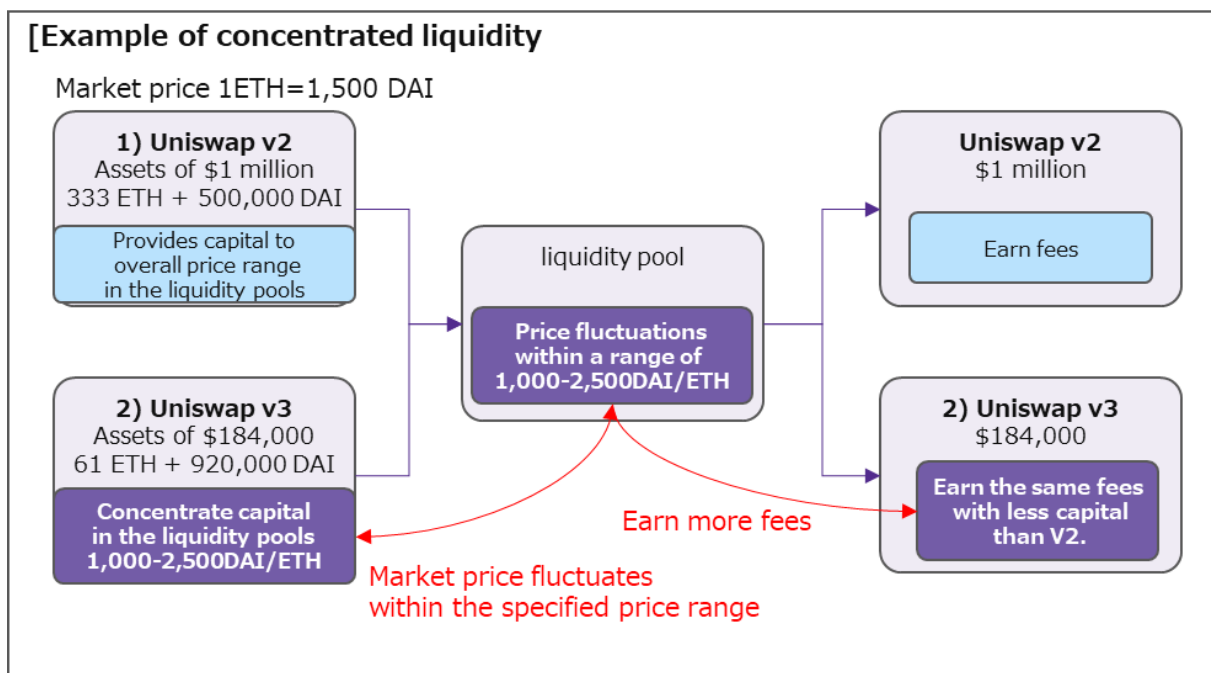 [Example of concentrated liquidity
Market price 1ETH=1,500 DAI
1) Uniswap v2
Assets of $1 million
333 ETH + 500,000 DAI
Provides capital to
overall price range
in the liquidity pools
2) Uniswap v3
Assets of $184,000
61 ETH + 920,000 DAI
Concentrate capital
in the liquidity pools
1,000-2,500DAI/ETH
liquidity pool
Price fluctuations
within a range of
1,000-2,500DAI/ETH
Earn more fees
Market price fluctuates
within the specified price range
Uniswap v2
$1 million
Earn fees
2) Uniswap v3
$184,000
Earn the same fees
with less capital
than V2.